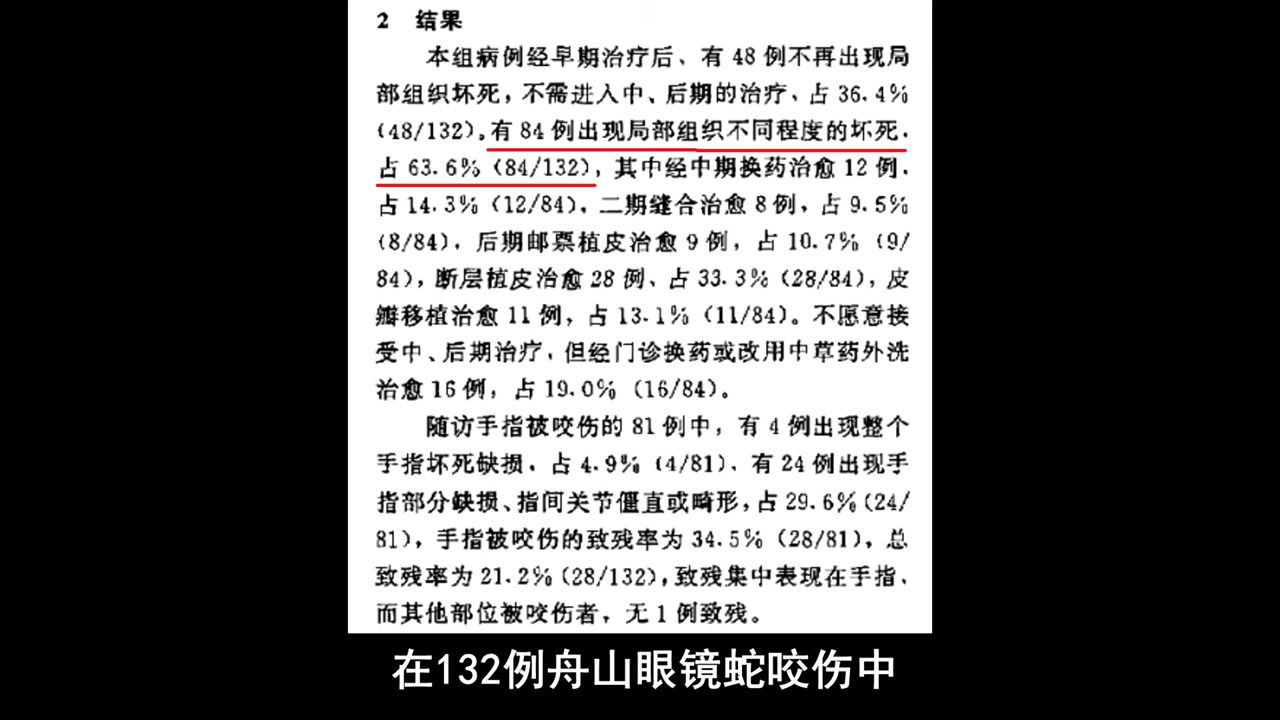 2 结果
本组病例经早期治疗后、有48例不再出现局
部组织坏死，不需进入中、后期的治疗、占36.4%
(48/132)。有84例出现局部组织不同程度的坏死.
占63.6%(84/132)，其中经中期换药治愈12例.
占14.3%(12/84)，二期缝合治愈8例，占9.5%
(8/84)，后期邮票植皮治愈9例，占10.7%(9/
84)，断层植皮治愈28例、占33.3%(28/84)，皮
瓣移植治愈11例，占13.1%(11/84)。不愿意接
受中、后期治疗，但经门诊换药或改用中草药外洗
治愈16例，占19.0%(16/84)。
随访手指被咬伤的81例中，有4例出现整个
手指坏死缺损，占4.9%(4/81)、有24例出现手
指部分缺损、指间关节僵直或畸形，占29.6%(24/
81)，手指被咬伤的致残率为34.5%(28/81)，总
致残率为21.2%(28/132)，致残集中表现在手指、
而其他部位被咬伤者，无1例致残。
在132例舟山眼镜蛇咬伤中